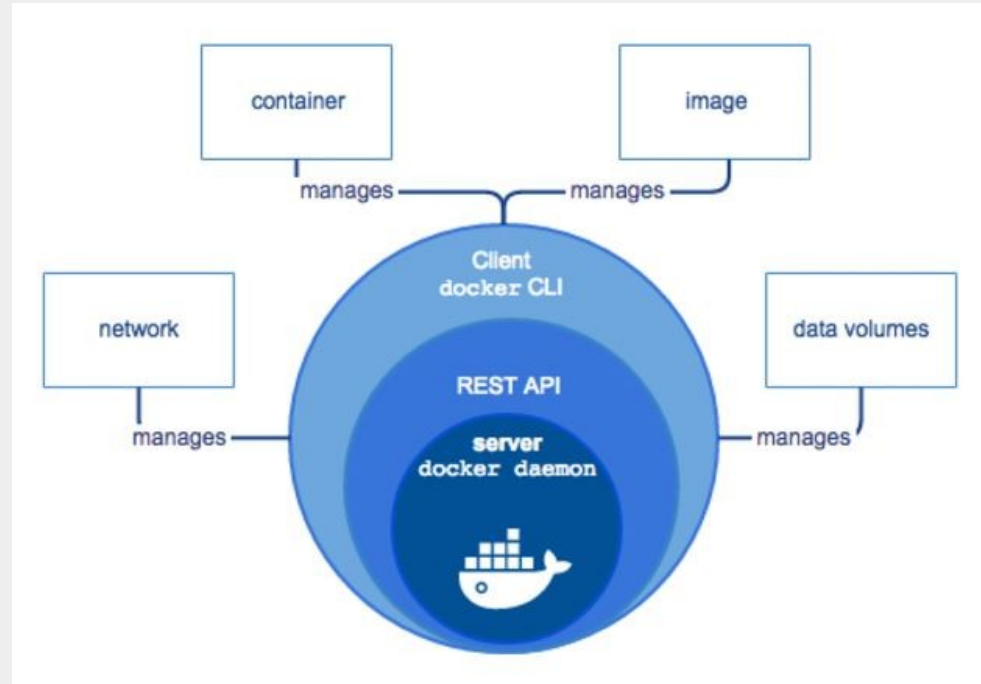 container
image
manages
manages
Client
docker CLI
network
data volumes
REST API
manages
manages
server
docker daemon